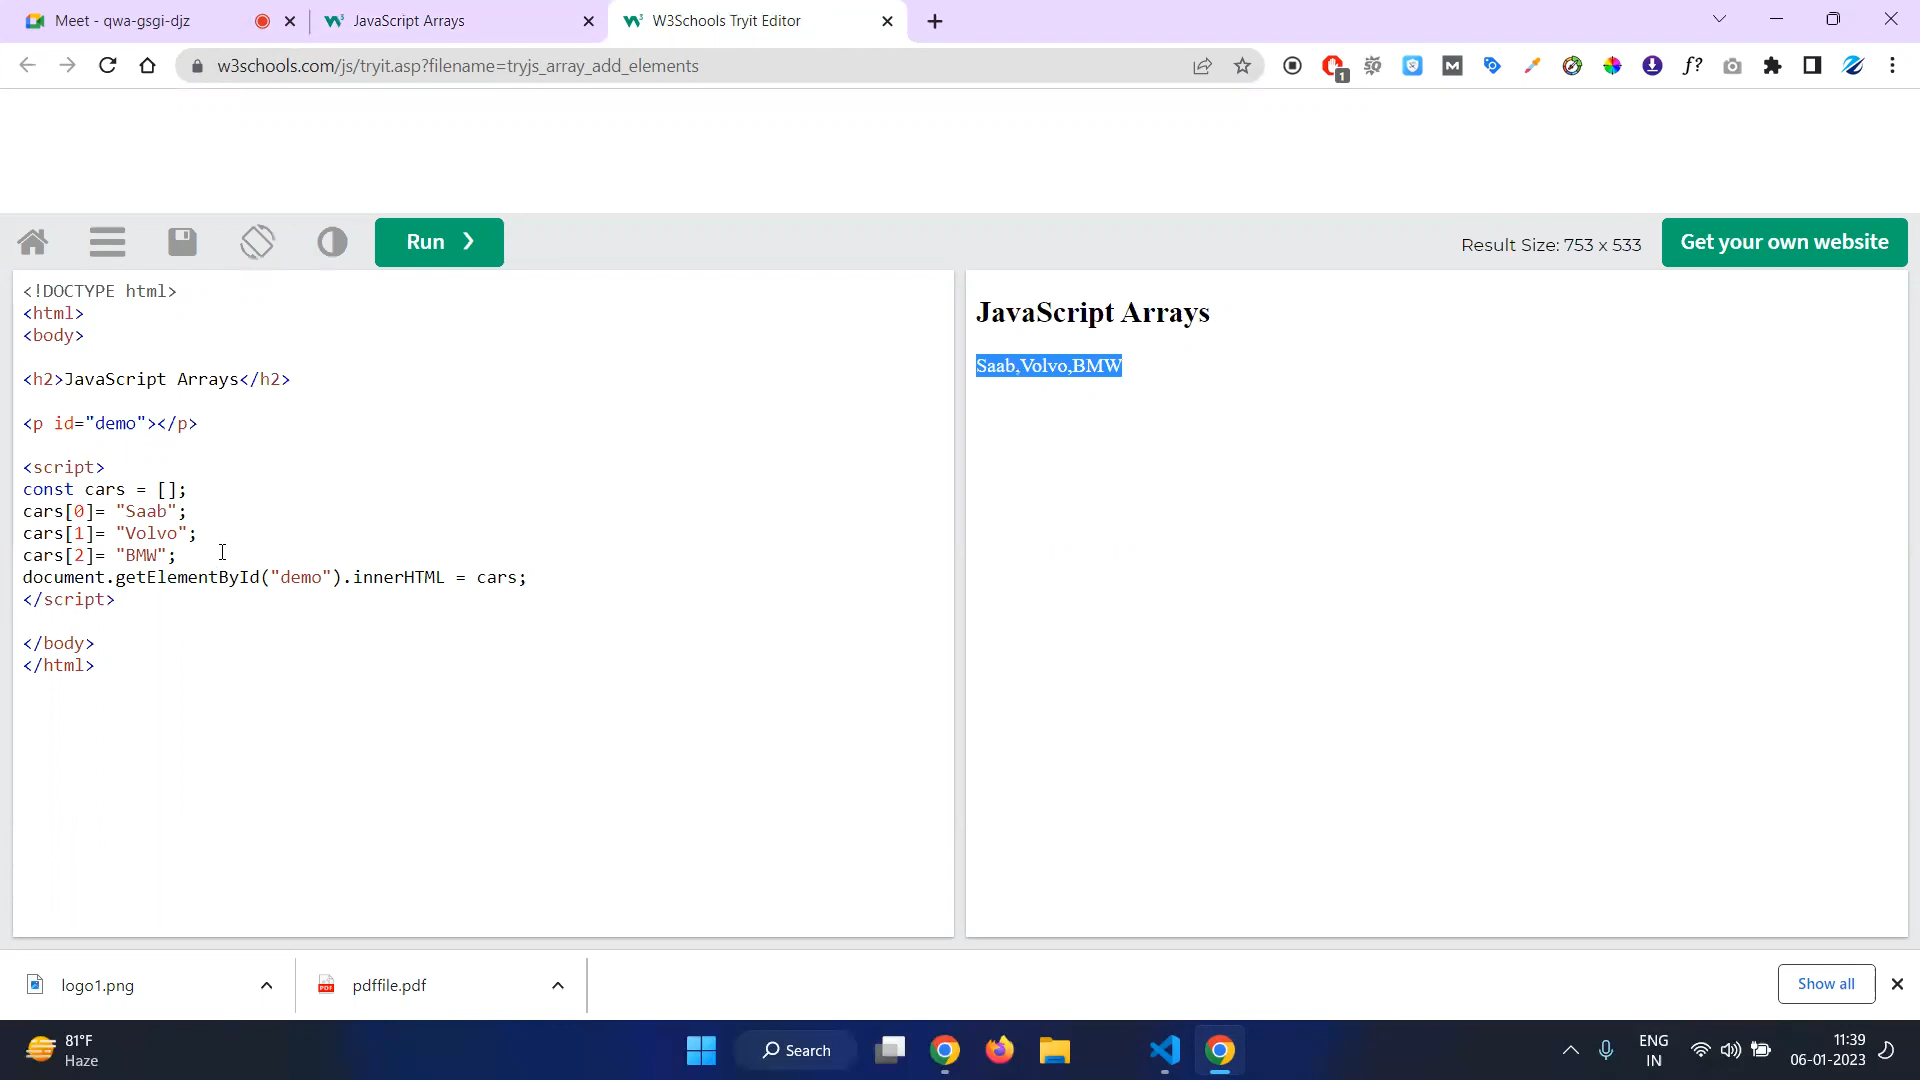 Meet - qwa-gsgi-djz
JavaScript Arrays
W3Schools Tryit Editor
w3schools.com/js/tryit.asp?filename=tryjs_array_add_elements
1
M
f?
Run ❯
Result Size: 753 x 533
Get your own website
<!DOCTYPE html>
<html>
<body>
<h2>JavaScript Arrays</h2>
<p id="demo"></p>
<script>
const cars = [];
cars[0]= "Saab";
cars[1]= "Volvo";
cars[2]= "BMW";
document.getElementById("demo").innerHTML = cars;
</script>
</body>
</html>
JavaScript Arrays
Saab,Volvo,BMW
logo1.png
PDF
pdffile.pdf
Show all
81°F
Haze
Search
ENG
IN
11:39
06-01-2023